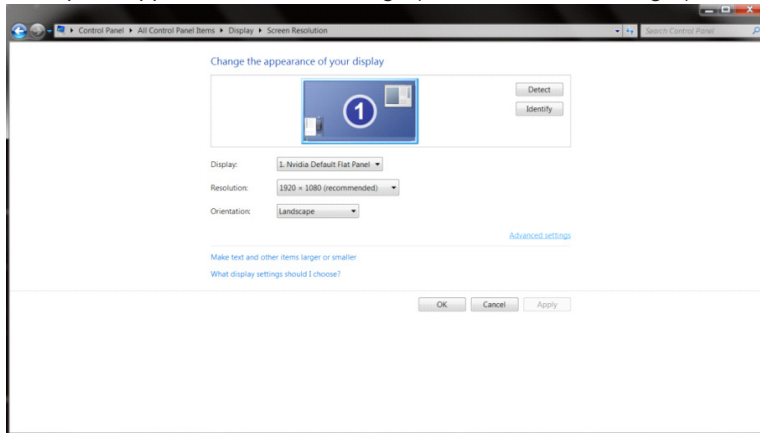 Control Panel ▸ All Control Panel Items ▸ Display ▸ Screen Resolution
Search Control Panel
Change the appearance of your display
1
Detect
Identify
Display: 1. Nvidia Default Flat Panel
Resolution: 1920 × 1080 (recommended)
Orientation: Landscape
Advanced settings
Make text and other items larger or smaller
What display settings should I choose?
OK Cancel Apply